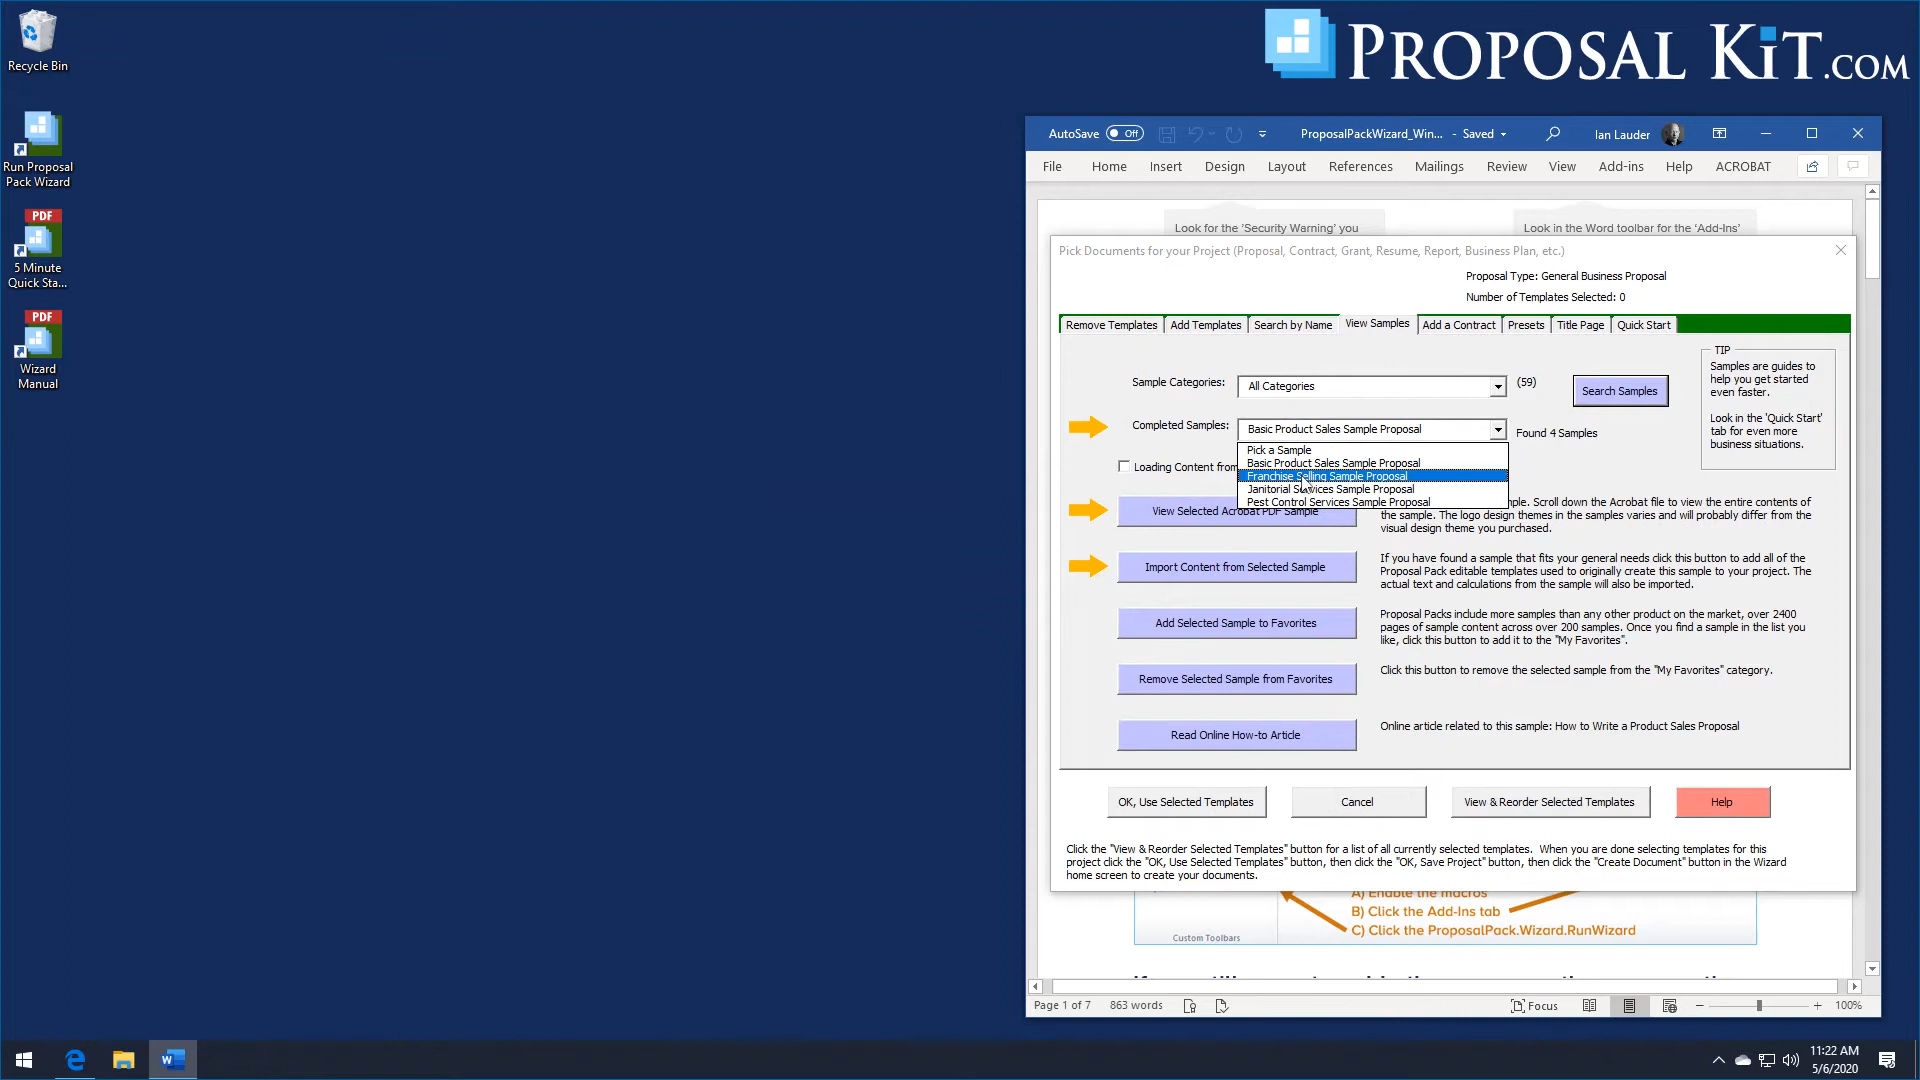 Recycle Bin
Run Proposal
Pack Wizard
PDF
5 Minute
Quick Sta...
PDF
Wizard
Manual
PROPOSAL KIT.COM
AutoSave Off ProposalPackWizard_Win... - Saved Ian Lauder
File Home Insert Design Layout References Mailings Review View Add-ins Help ACROBAT
Look for the 'Security Warning' you Look in the Word toolbar for the 'Add-Ins'
Pick Documents for your Project (Proposal, Contract, Grant, Resume, Report, Business Plan, etc.)
Proposal Type: General Business Proposal
Number of Templates Selected: 0
Remove Templates Add Templates Search by Name View Samples Add a Contract Presets Title Page Quick Start
Sample Categories: All Categories (59) Search Samples
TIP
Samples are guides to
help you get started
even faster.
Look in the 'Quick Start'
tab for even more
business situations.
Completed Samples: Basic Product Sales Sample Proposal Found 4 Samples
Pick a Sample
Basic Product Sales Sample Proposal
Franchise Selling Sample Proposal
Janitorial Services Sample Proposal
Pest Control Services Sample Proposal
Loading Content from
View Selected Acrobat PDF Sample
Scroll down the Acrobat file to view the entire contents of
the sample. The logo design themes in the samples varies and will probably differ from the
visual design theme you purchased.
Import Content from Selected Sample
If you have found a sample that fits your general needs click this button to add all of the
Proposal Pack editable templates used to originally create this sample to your project. The
actual text and calculations from the sample will also be imported.
Add Selected Sample to Favorites
Proposal Packs include more samples than any other product on the market, over 2400
pages of sample content across over 200 samples. Once you find a sample in the list you
like, click this button to add it to the "My Favorites".
Remove Selected Sample from Favorites
Click this button to remove the selected sample from the "My Favorites" category.
Read Online How-to Article
Online article related to this sample: How to Write a Product Sales Proposal
OK, Use Selected Templates Cancel View & Reorder Selected Templates Help
Click the "View & Reorder Selected Templates" button for a list of all currently selected templates. When you are done selecting templates for this
project click the "OK, Use Selected Templates" button, then click the "OK, Save Project" button, then click the "Create Document" button in the Wizard
home screen to create your documents.
A) Enable the macros
B) Click the Add-Ins tab
C) Click the ProposalPack.Wizard.RunWizard
Custom Toolbars
Page 1 of 7 863 words Focus 100%
11:22 AM
5/6/2020